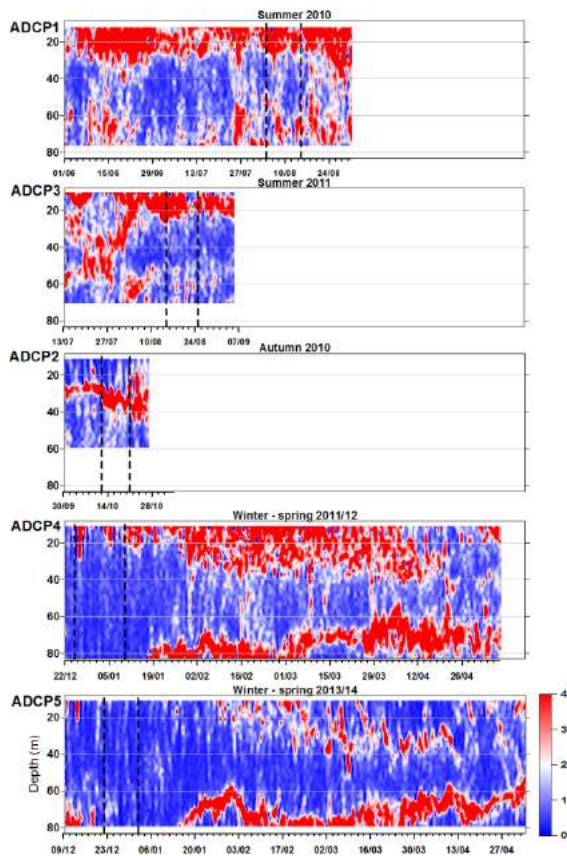 Summer 2010
ADCP1
20
40
60
80
01/06 15/06 29/06 13/07 27/07 10/08 24/08
Summer 2011
ADCP3
20
40
60
80
13/07 27/07 10/08 24/08 07/09
Autumn 2010
ADCP2
20
40
60
80
30/09 14/10 28/10
Winter - spring 2011/12
ADCP4
20
40
60
80
22/12 05/01 19/01 02/02 16/02 01/03 15/03 29/03 12/04 26/04
Winter - spring 2013/14
ADCP5
20
40
60
80
Depth (m)
09/12 23/12 06/01 20/01 03/02 17/02 02/03 16/03 30/03 13/04 27/04
4
3
2
1
0